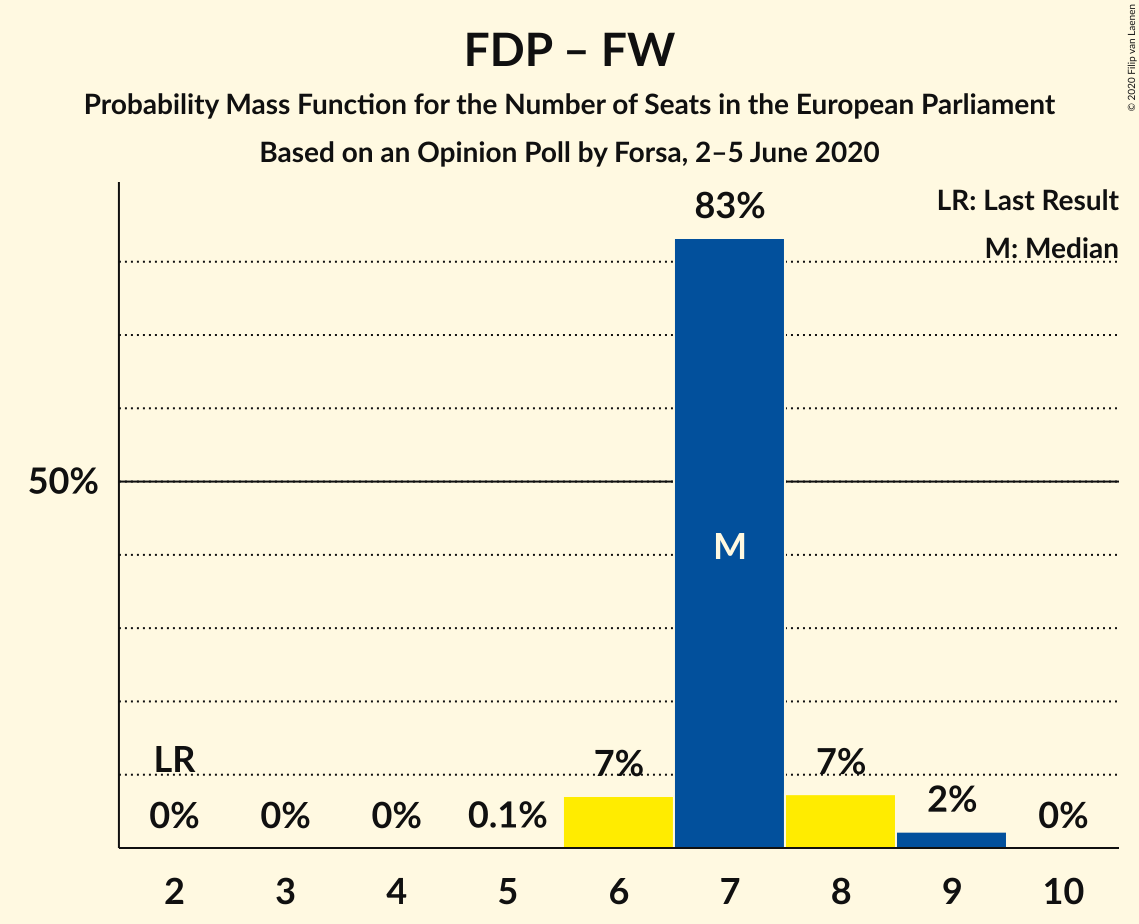 FDP – FW
Probability Mass Function for the Number of Seats in the European Parliament
Based on an Opinion Poll by Forsa, 2–5 June 2020
© 2020 Filip van Laenen
LR: Last Result
M: Median
83%
50%
M
LR
7%
7%
2%
0%
0%
0%
0.1%
0%
2
3
4
5
6
7
8
9
10